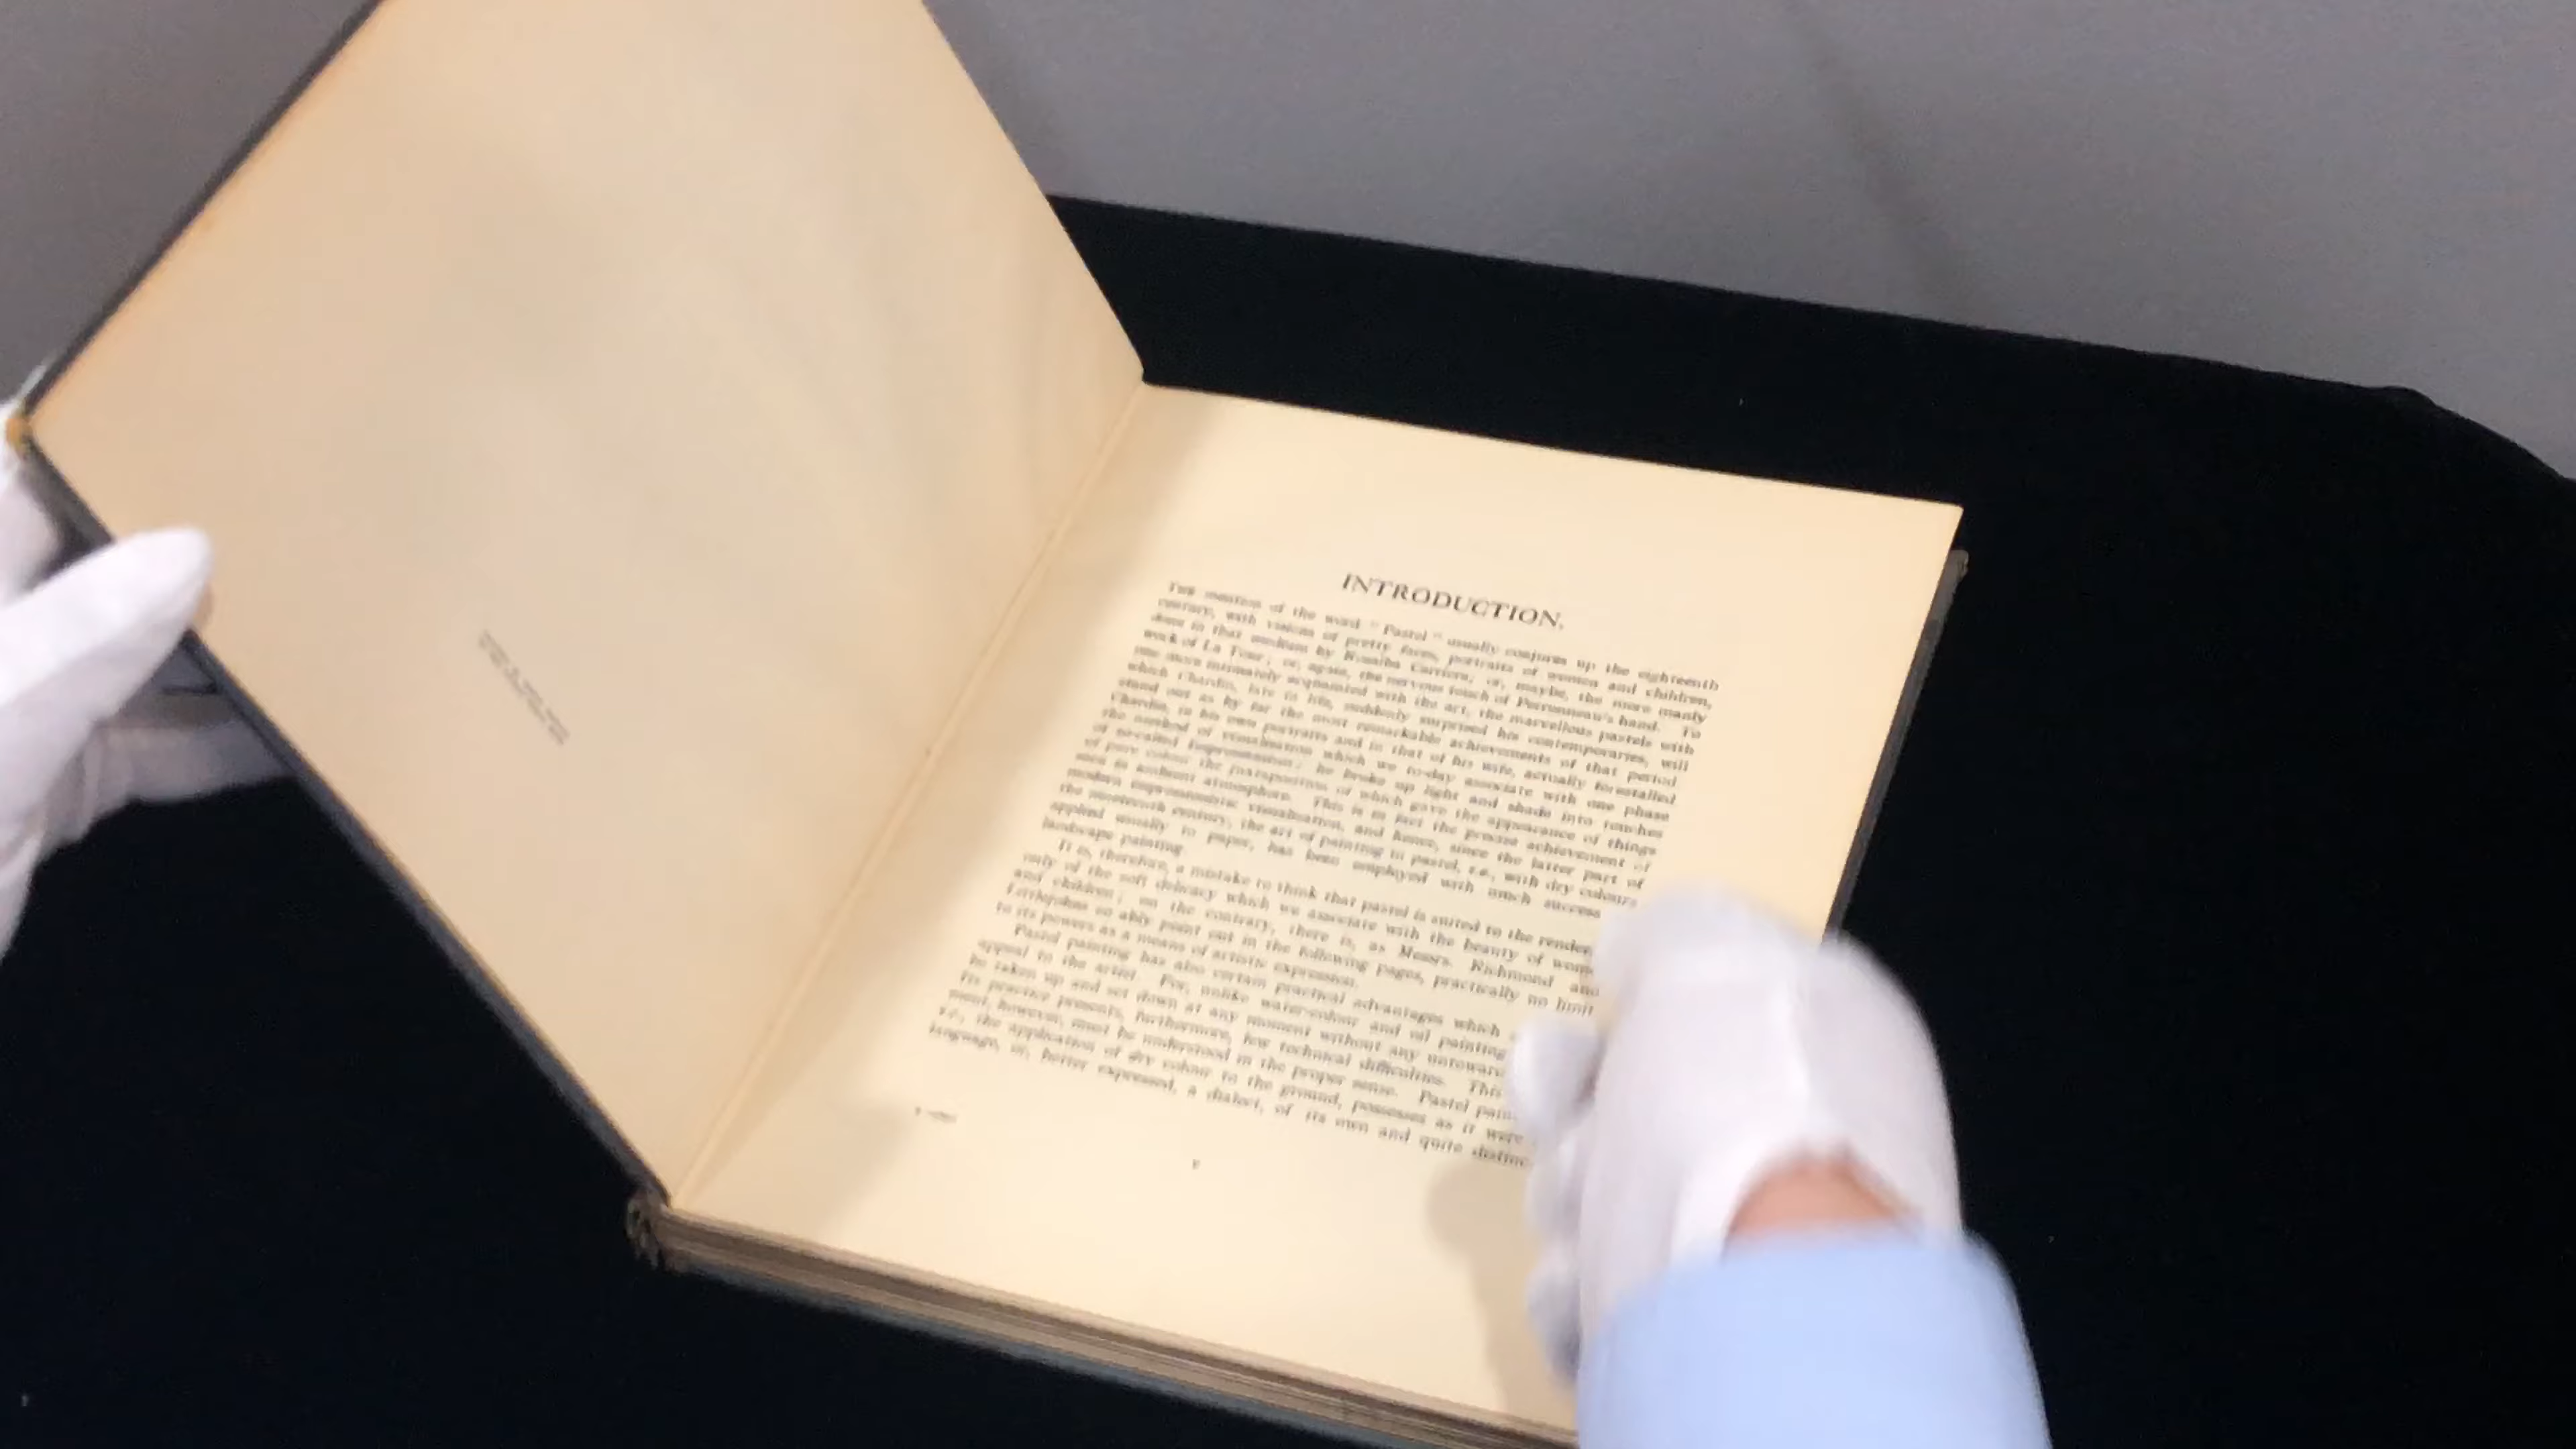 INTRODUCTION.
THE mention of the word "Pastel" usually conjures up the eighteenth
century, with visions of pretty faces, portraits of women and children,
done in that medium by Rosalba Carriera; or, maybe, the more manly
work of La Tour; or, again, the nervous touch of Perronneau's hand. To
one more intimately acquainted with the art, the marvellous pastels with
which Chardin, late in life, suddenly surprised his contemporaries, will
stand out as by far the most remarkable achievements of that period.
Chardin, in his own portraits and in that of his wife, actually forestalled
the method of visualisation which we to-day associate with one phase
of so-called Impressionism: he broke up light and shade into touches
of pure colour the juxtaposition of which gave the appearance of things
seen in ambient atmosphere. This is in fact the precise achievement of
modern impressionistic visualisation, and hence, since the latter part of
the nineteenth century, the art of painting in pastel, i.e., with dry colours
applied usually to paper, has been employed with much success
landscape painting.
It is, therefore, a mistake to think that pastel is suited to the
only of the soft delicacy which we associate with the beauty of
and children; on the contrary, there is, as Messrs. Richmond and
Littlejohns so ably point out in the following pages, practically no limit
to its powers as a means of artistic expression.
Pastel painting has also certain practical advantages which
appeal to the artist. For, unlike water-colour and oil painting
be taken up and set down at any moment without any
Its practice presents, furthermore, few technical difficulties. This
ment, however, must be understood in the proper sense. Pastel
i.e., the application of dry colour to the ground, possesses as it were
language, or, better expressed, a dialect, of its own and quite
v